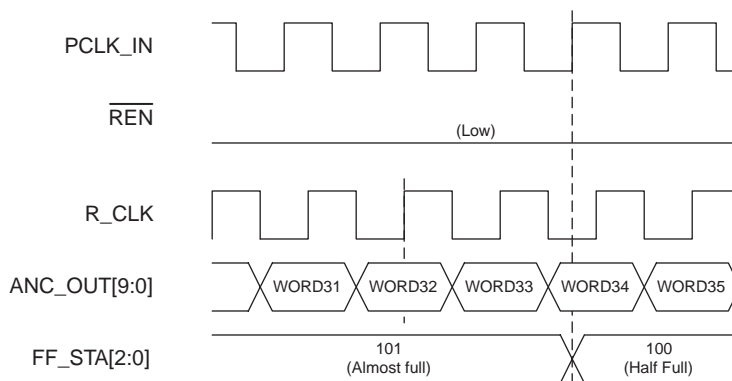 PCLK_IN
REN
(Low)
R_CLK
ANC_OUT[9:0]
WORD31
WORD32
WORD33
WORD34
WORD35
FF_STA[2:0]
101
(Almost full)
100
(Half Full)